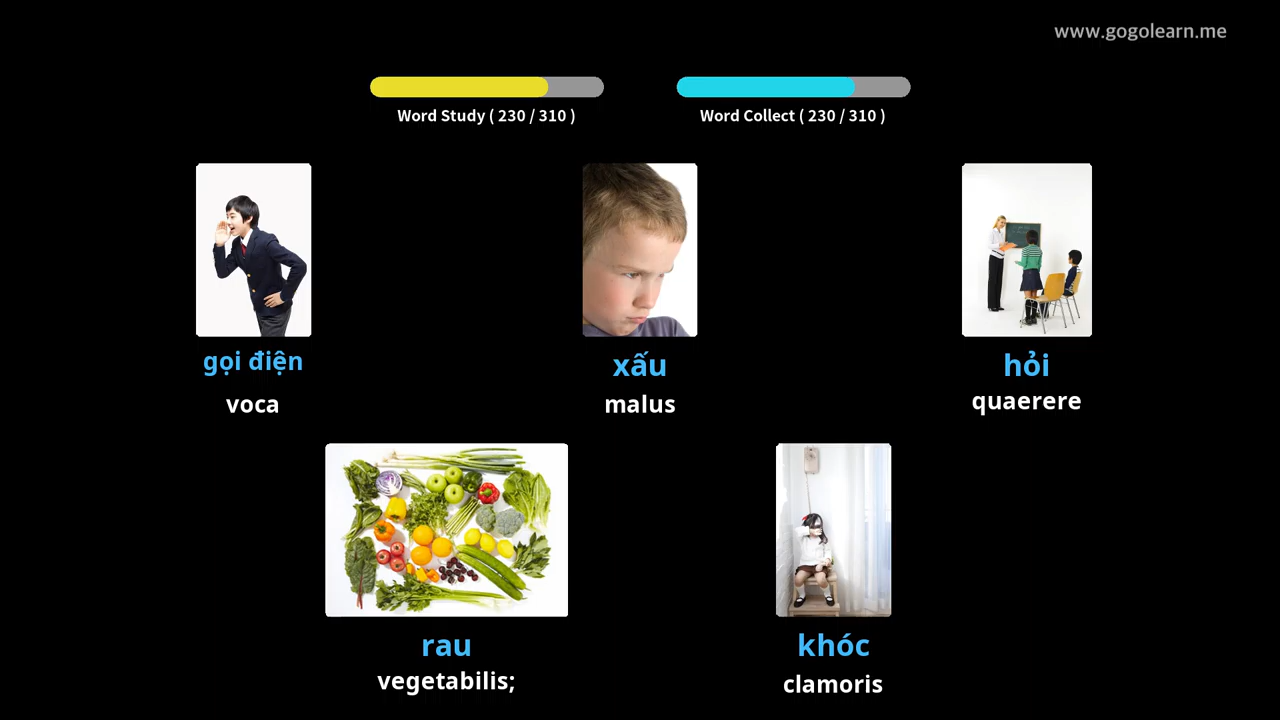 www.gogolearn.me
Word Study ( 230 / 310 )
Word Collect ( 230 / 310 )
gọi điện
voca
xấu
malus
hỏi
quaerere
rau
vegetabilis;
khóc
clamoris